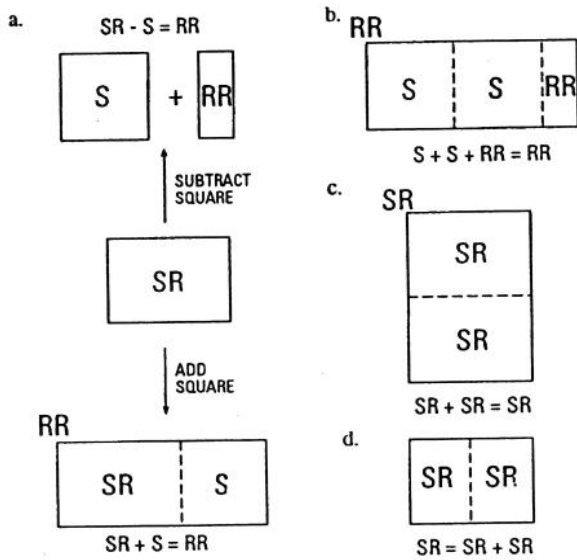 a.
SR - S = RR
S + RR
SUBTRACT
SQUARE
SR
ADD
SQUARE
RR
SR S
SR + S = RR
b.
RR
S S RR
S + S + RR = RR
c.
SR
SR
SR
SR + SR = SR
d.
SR SR
SR = SR + SR